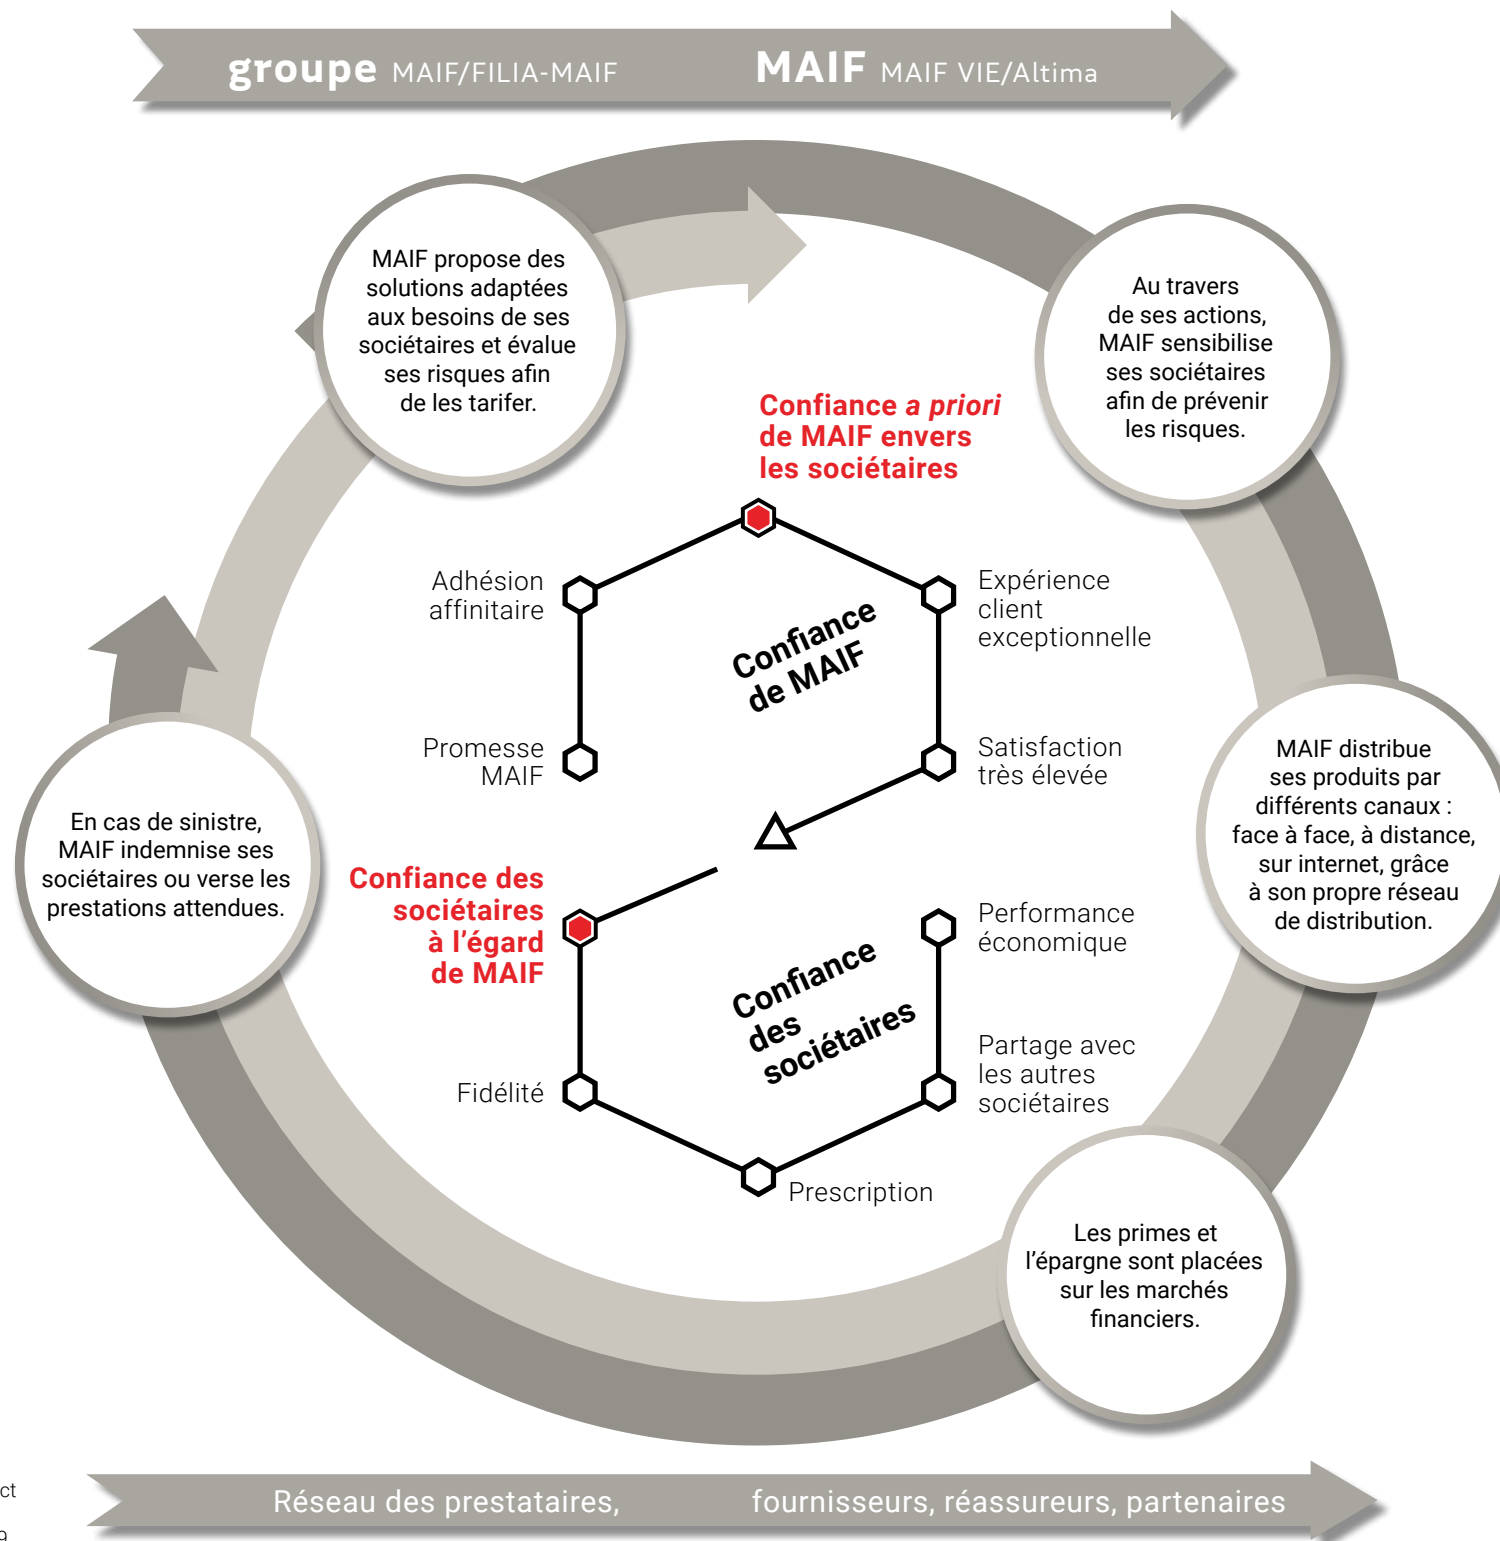 groupe MAIF/FILIA-MAIF MAIF MAIF VIE/Altima
MAIF propose des
solutions adaptées
aux besoins de ses
sociétaires et évalue
ses risques afin
de les tarifer.
Au travers
de ses actions,
MAIF sensibilise
ses sociétaires
afin de prévenir
les risques.
Confiance a priori
de MAIF envers
les sociétaires
Adhésion
affinitaire
Expérience
client
exceptionnelle
Confiance
de MAIF
Promesse
MAIF
Satisfaction
très élevée
En cas de sinistre,
MAIF indemnise ses
sociétaires ou verse les
prestations attendues.
MAIF distribue
ses produits par
différents canaux :
face à face, à distance,
sur internet, grâce
à son propre réseau
de distribution.
Confiance des
sociétaires
à l'égard
de MAIF
Performance
économique
Confiance
des
sociétaires
Fidélité
Partage avec
les autres
sociétaires
Prescription
Les primes et
l'épargne sont placées
sur les marchés
financiers.
ct
Réseau des prestataires, fournisseurs, réassureurs, partenaires